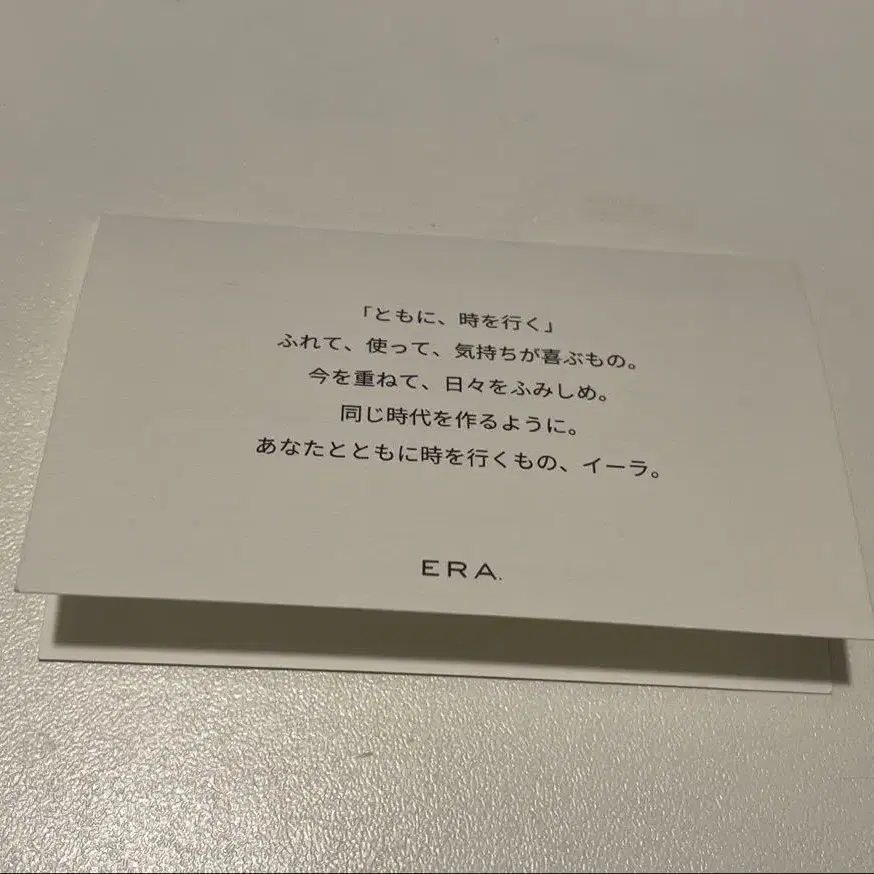 「ともに、時を行く」
ふれて、使って、気持ちが喜ぶもの。
今を重ねて、日々をふみしめ。
同じ時代を作るように。
あなたとともに時を行くもの、イーラ。
ERA.